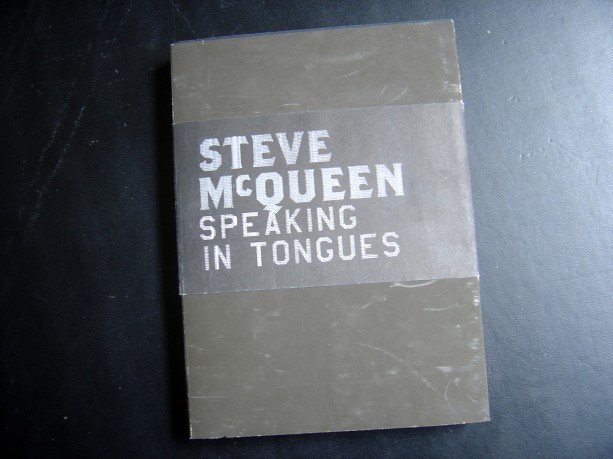 STEVE
McQUEEN
SPEAKING
IN TONGUES